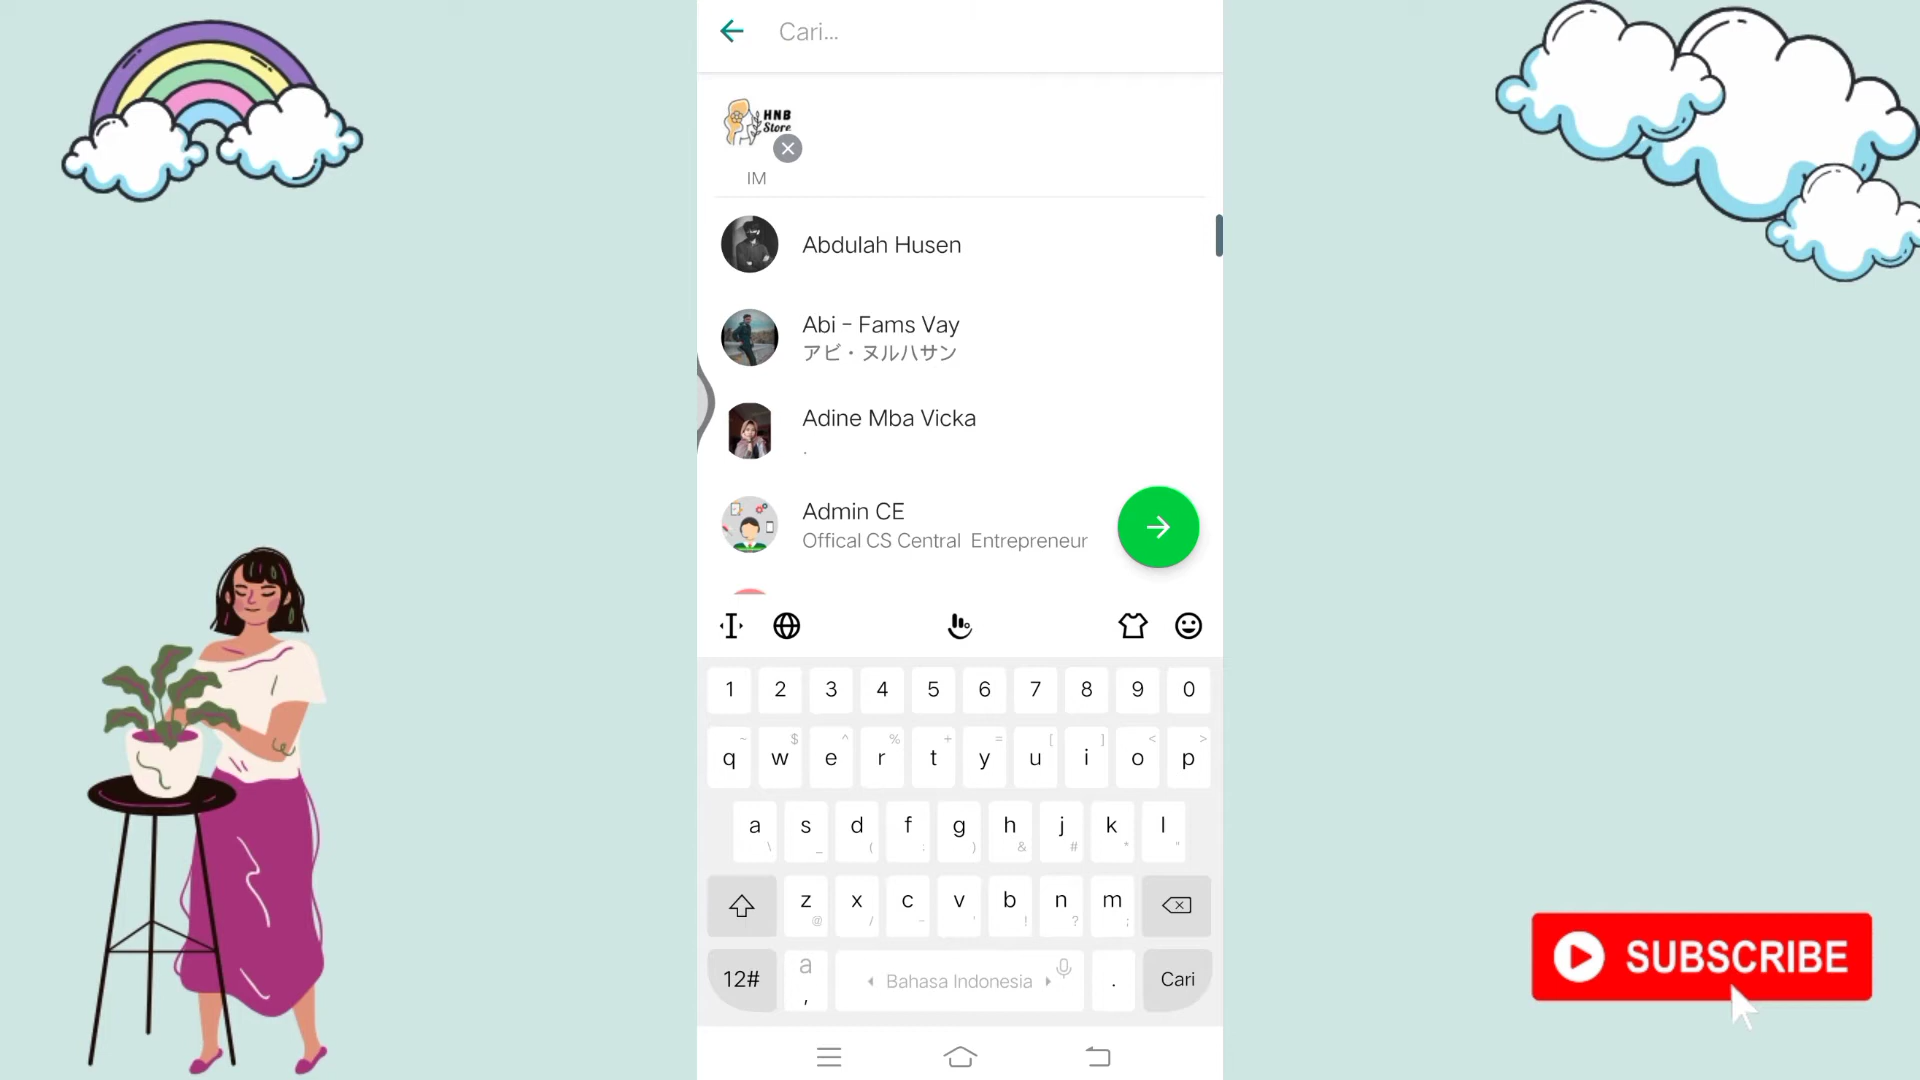 Cari...
HNB
Store
IM
Abdulah Husen
Abi - Fams Vay
アビ・ヌルハサン
Adine Mba Vicka
.
Admin CE
Offical CS Central Entrepreneur
1 2 3 4 5 6 7 8 9 0
~ $ ^ % + = [ ] < >
q w e r t y u i o p
a s d f g h j k l
\ _ ( : ) & # * "
z x c v b n m
@ / - ' ! ? ;
12# a , Bahasa Indonesia . Cari
SUBSCRIBE